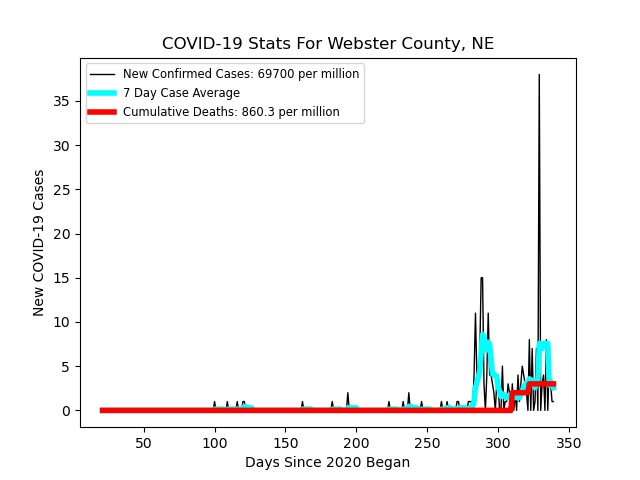 COVID-19 Stats For Webster County, NE
New Confirmed Cases: 69700 per million
7 Day Case Average
Cumulative Deaths: 860.3 per million
New COVID-19 Cases
35
30
25
20
15
10
5
0
50 100 150 200 250 300 350
Days Since 2020 Began